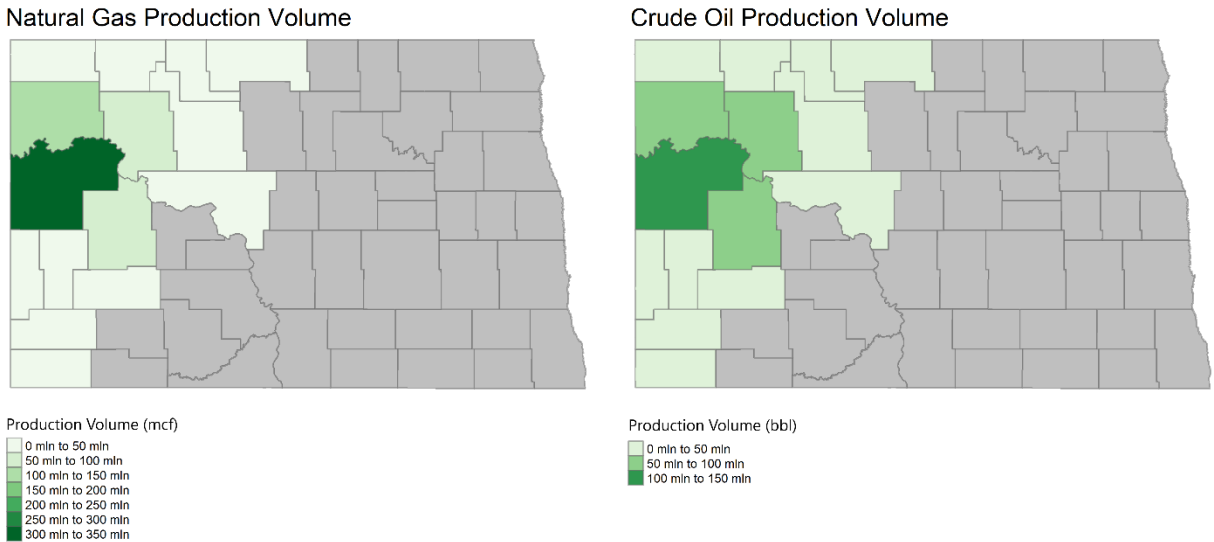 Natural Gas Production Volume
Crude Oil Production Volume
Production Volume (mcf)
0 mln to 50 mln
50 mln to 100 mln
100 mln to 150 mln
150 mln to 200 mln
200 mln to 250 mln
250 mln to 300 mln
300 mln to 350 mln
Production Volume (bbl)
0 mln to 50 mln
50 mln to 100 mln
100 mln to 150 mln